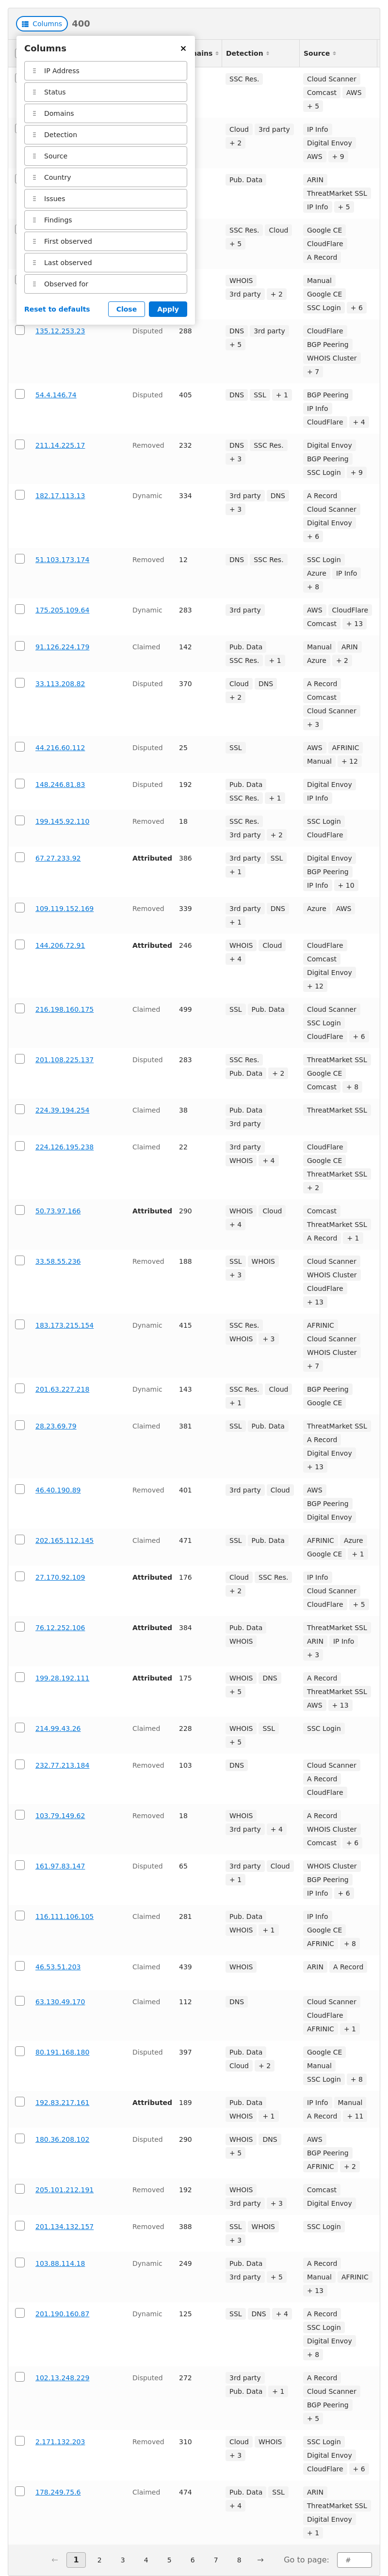 Columns 400
Columns ×
IP Address
Status
Domains
Detection
Source
Country
Issues
Findings
First observed
Last observed
Observed for
Reset to defaults Close Apply
ains Detection Source
SSC Res. Cloud Scanner
Comcast AWS
+ 5
Cloud 3rd party IP Info
+ 2 Digital Envoy
AWS + 9
Pub. Data ARIN
ThreatMarket SSL
IP Info + 5
SSC Res. Cloud Google CE
+ 5 CloudFlare
A Record
WHOIS Manual
3rd party + 2 Google CE
SSC Login + 6
135.12.253.23 Disputed 288 DNS 3rd party CloudFlare
+ 5 BGP Peering
WHOIS Cluster
+ 7
54.4.146.74 Disputed 405 DNS SSL + 1 BGP Peering
IP Info
CloudFlare + 4
211.14.225.17 Removed 232 DNS SSC Res. Digital Envoy
+ 3 BGP Peering
SSC Login + 9
182.17.113.13 Dynamic 334 3rd party DNS A Record
+ 3 Cloud Scanner
Digital Envoy
+ 6
51.103.173.174 Removed 12 DNS SSC Res. SSC Login
Azure IP Info
+ 8
175.205.109.64 Dynamic 283 3rd party AWS CloudFlare
Comcast + 13
91.126.224.179 Claimed 142 Pub. Data Manual ARIN
SSC Res. + 1 Azure + 2
33.113.208.82 Disputed 370 Cloud DNS A Record
+ 2 Comcast
Cloud Scanner
+ 3
44.216.60.112 Disputed 25 SSL AWS AFRINIC
Manual + 12
148.246.81.83 Disputed 192 Pub. Data Digital Envoy
SSC Res. + 1 IP Info
199.145.92.110 Removed 18 SSC Res. SSC Login
3rd party + 2 CloudFlare
67.27.233.92 Attributed 386 3rd party SSL Digital Envoy
+ 1 BGP Peering
IP Info + 10
109.119.152.169 Removed 339 3rd party DNS Azure AWS
+ 1
144.206.72.91 Attributed 246 WHOIS Cloud CloudFlare
+ 4 Comcast
Digital Envoy
+ 12
216.198.160.175 Claimed 499 SSL Pub. Data Cloud Scanner
SSC Login
CloudFlare + 6
201.108.225.137 Disputed 283 SSC Res. ThreatMarket SSL
Pub. Data + 2 Google CE
Comcast + 8
224.39.194.254 Claimed 38 Pub. Data ThreatMarket SSL
3rd party
224.126.195.238 Claimed 22 3rd party CloudFlare
WHOIS + 4 Google CE
ThreatMarket SSL
+ 2
50.73.97.166 Attributed 290 WHOIS Cloud Comcast
+ 4 ThreatMarket SSL
A Record + 1
33.58.55.236 Removed 188 SSL WHOIS Cloud Scanner
+ 3 WHOIS Cluster
CloudFlare
+ 13
183.173.215.154 Dynamic 415 SSC Res. AFRINIC
WHOIS + 3 Cloud Scanner
WHOIS Cluster
+ 7
201.63.227.218 Dynamic 143 SSC Res. Cloud BGP Peering
+ 1 Google CE
28.23.69.79 Claimed 381 SSL Pub. Data ThreatMarket SSL
A Record
Digital Envoy
+ 13
46.40.190.89 Removed 401 3rd party Cloud AWS
BGP Peering
Digital Envoy
202.165.112.145 Claimed 471 SSL Pub. Data AFRINIC Azure
Google CE + 1
27.170.92.109 Attributed 176 Cloud SSC Res. IP Info
+ 2 Cloud Scanner
CloudFlare + 5
76.12.252.106 Attributed 384 Pub. Data ThreatMarket SSL
WHOIS ARIN IP Info
+ 3
199.28.192.111 Attributed 175 WHOIS DNS A Record
+ 5 ThreatMarket SSL
AWS + 13
214.99.43.26 Claimed 228 WHOIS SSL SSC Login
+ 5
232.77.213.184 Removed 103 DNS Cloud Scanner
A Record
CloudFlare
103.79.149.62 Removed 18 WHOIS A Record
3rd party + 4 WHOIS Cluster
Comcast + 6
161.97.83.147 Disputed 65 3rd party Cloud WHOIS Cluster
+ 1 BGP Peering
IP Info + 6
116.111.106.105 Claimed 281 Pub. Data IP Info
WHOIS + 1 Google CE
AFRINIC + 8
46.53.51.203 Claimed 439 WHOIS ARIN A Record
63.130.49.170 Claimed 112 DNS Cloud Scanner
CloudFlare
AFRINIC + 1
80.191.168.180 Disputed 397 Pub. Data Google CE
Cloud + 2 Manual
SSC Login + 8
192.83.217.161 Attributed 189 Pub. Data IP Info Manual
WHOIS + 1 A Record + 11
180.36.208.102 Disputed 290 WHOIS DNS AWS
+ 5 BGP Peering
AFRINIC + 2
205.101.212.191 Removed 192 WHOIS Comcast
3rd party + 3 Digital Envoy
201.134.132.157 Removed 388 SSL WHOIS SSC Login
+ 3
103.88.114.18 Dynamic 249 Pub. Data A Record
3rd party + 5 Manual AFRINIC
+ 13
201.190.160.87 Dynamic 125 SSL DNS + 4 A Record
SSC Login
Digital Envoy
+ 8
102.13.248.229 Disputed 272 3rd party A Record
Pub. Data + 1 Cloud Scanner
BGP Peering
+ 5
2.171.132.203 Removed 310 Cloud WHOIS SSC Login
+ 3 Digital Envoy
CloudFlare + 6
178.249.75.6 Claimed 474 Pub. Data SSL ARIN
+ 4 ThreatMarket SSL
Digital Envoy
+ 1
← 1 2 3 4 5 6 7 8 → Go to page: #